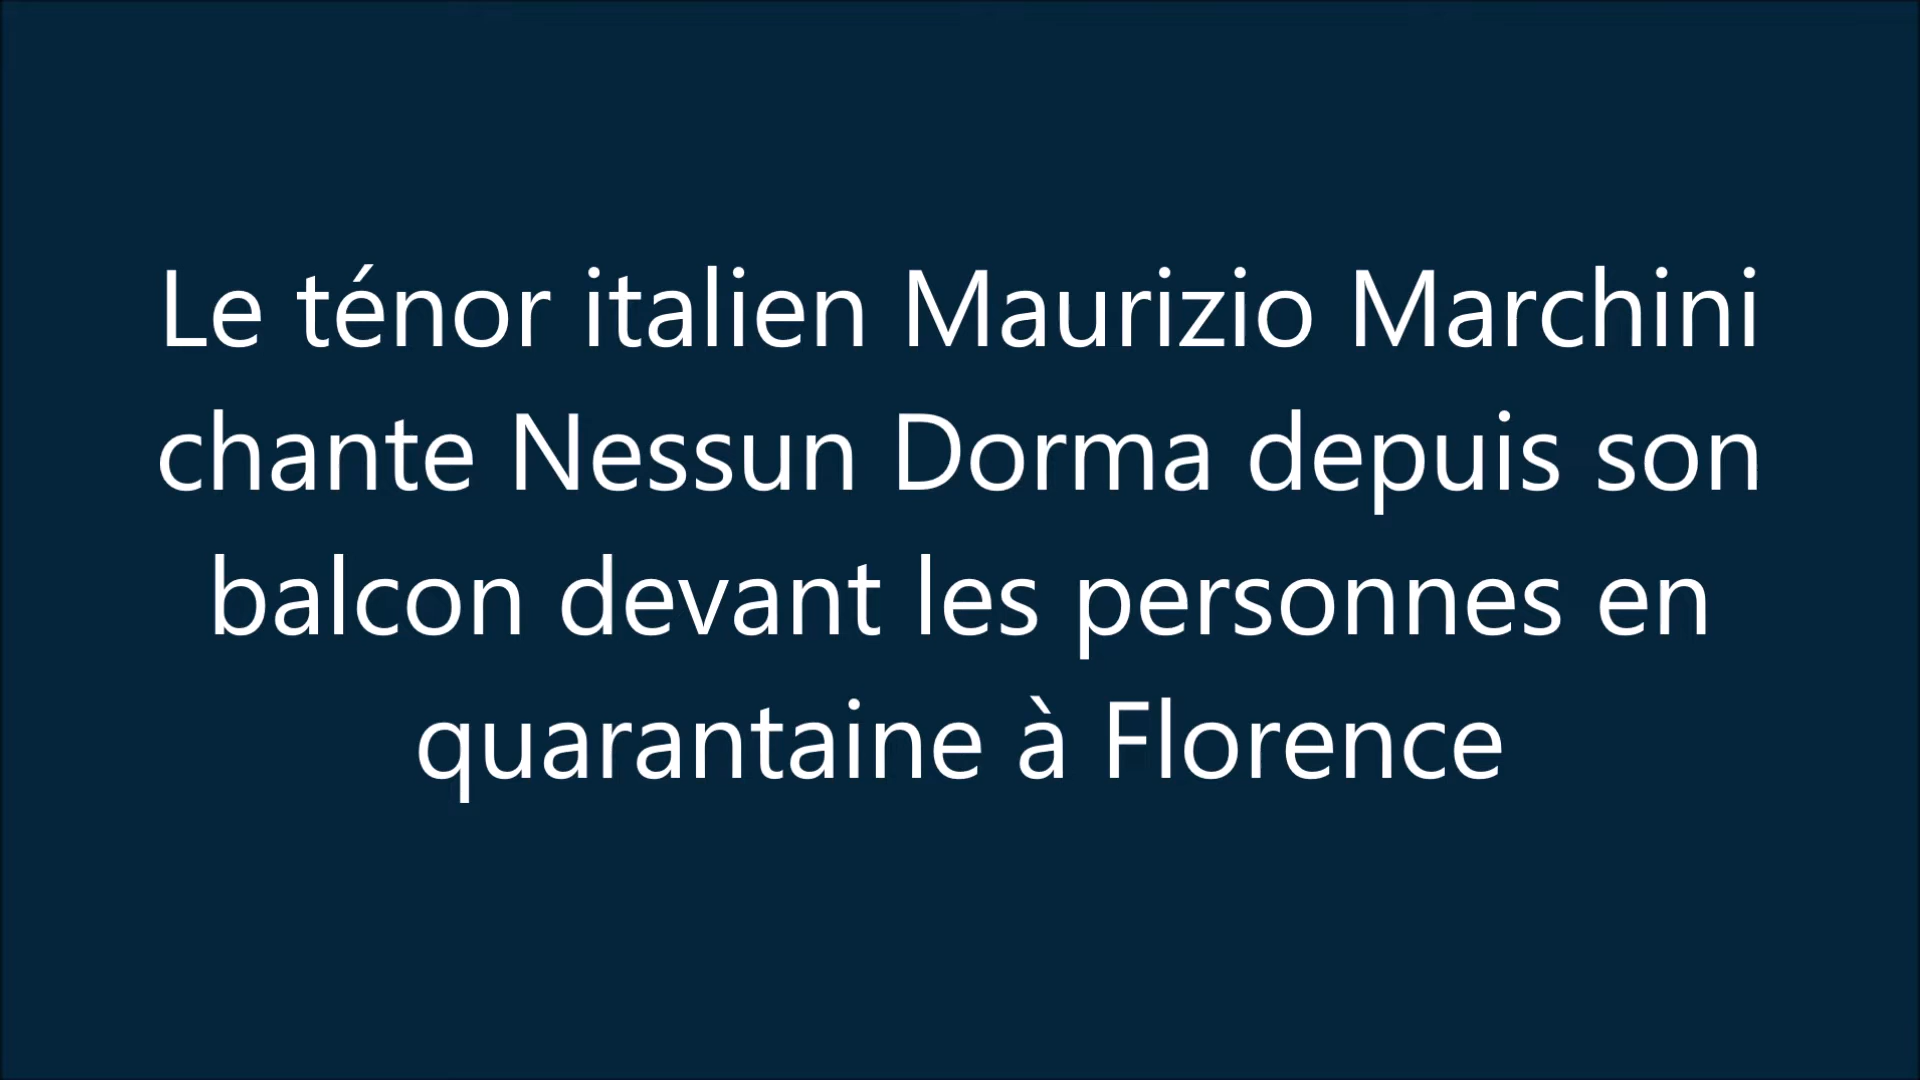 Le ténor italien Maurizio Marchini
chante Nessun Dorma depuis son
balcon devant les personnes en
quarantaine à Florence